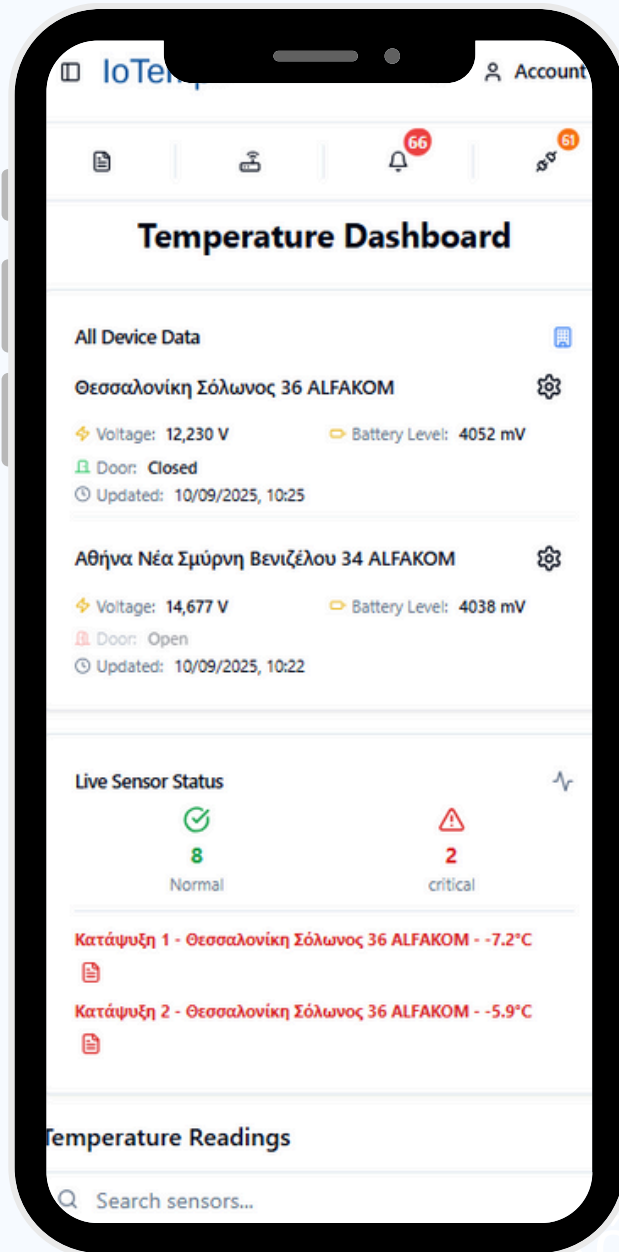 Account
66
61
Temperature Dashboard
All Device Data
Θεσσαλονίκη Σόλωνος 36 ALFAKOM
Voltage: 12,230 V Battery Level: 4052 mV
Door: Closed
Updated: 10/09/2025, 10:25
Αθήνα Νέα Σμύρνη Βενιζέλου 34 ALFAKOM
Voltage: 14,677 V Battery Level: 4038 mV
Door: Open
Updated: 10/09/2025, 10:22
Live Sensor Status
8 2
Normal critical
Κατάψυξη 1 - Θεσσαλονίκη Σόλωνος 36 ALFAKOM - -7.2°C
Κατάψυξη 2 - Θεσσαλονίκη Σόλωνος 36 ALFAKOM - -5.9°C
Temperature Readings
Search sensors...